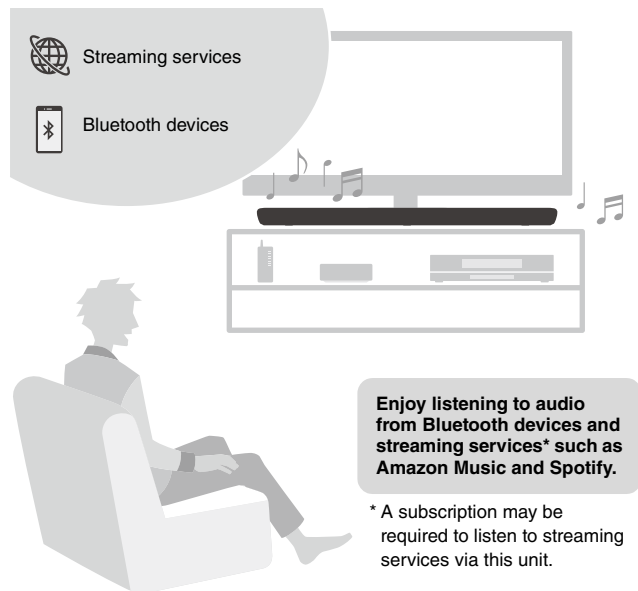 Streaming services
Bluetooth devices
Enjoy listening to audio
from Bluetooth devices and
streaming services* such as
Amazon Music and Spotify.
* A subscription may be
required to listen to streaming
services via this unit.